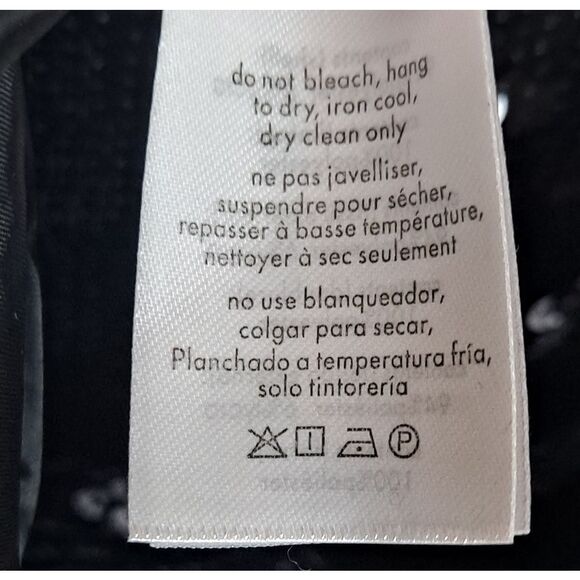 do not bleach, hang
to dry, iron cool,
dry clean only
ne pas javelliser,
suspendre pour sécher,
repasser à basse température,
nettoyer à sec seulement
no use blanqueador,
colgar para secar,
Planchado a temperatura fría,
solo tintorería
P